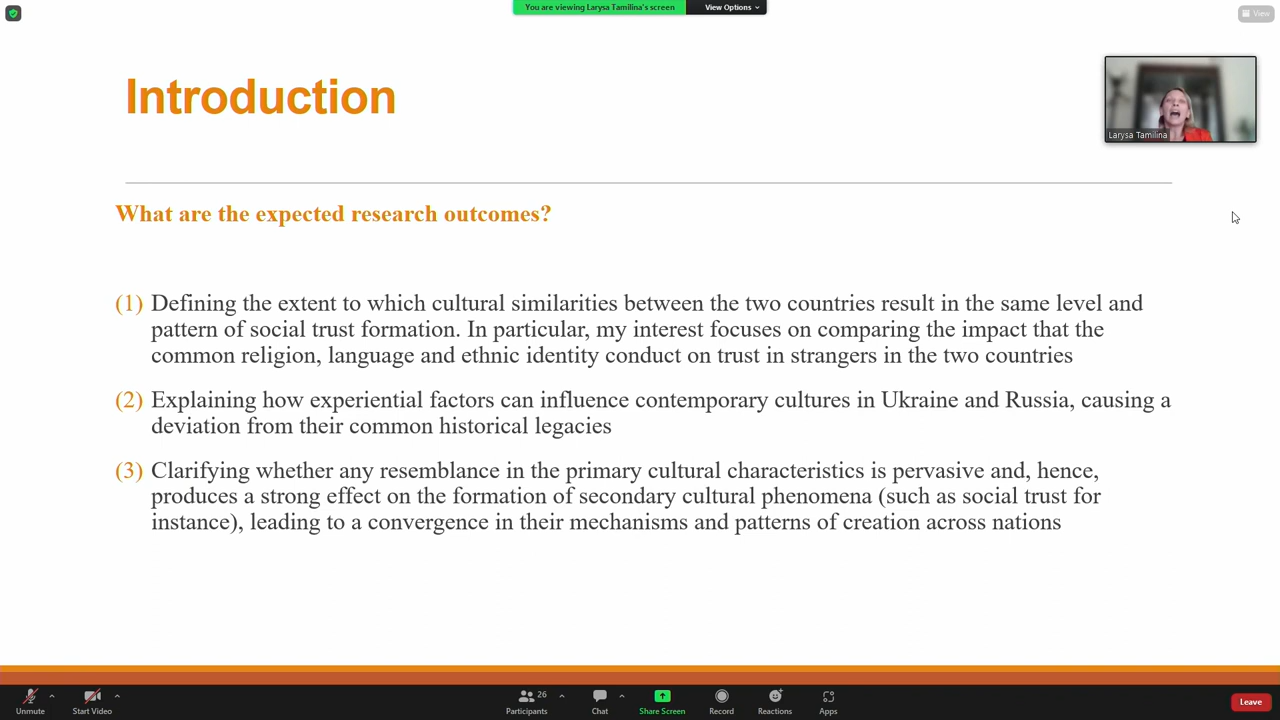 You are viewing Larysa Tamilina's screen
View Options
View
Introduction
Larysa Tamilina
What are the expected research outcomes?
(1) Defining the extent to which cultural similarities between the two countries result in the same level and
pattern of social trust formation. In particular, my interest focuses on comparing the impact that the
common religion, language and ethnic identity conduct on trust in strangers in the two countries
(2) Explaining how experiential factors can influence contemporary cultures in Ukraine and Russia, causing a
deviation from their common historical legacies
(3) Clarifying whether any resemblance in the primary cultural characteristics is pervasive and, hence,
produces a strong effect on the formation of secondary cultural phenomena (such as social trust for
instance), leading to a convergence in their mechanisms and patterns of creation across nations
Unmute
Start Video
26
Participants
Chat
Share Screen
Record
Reactions
Apps
Leave